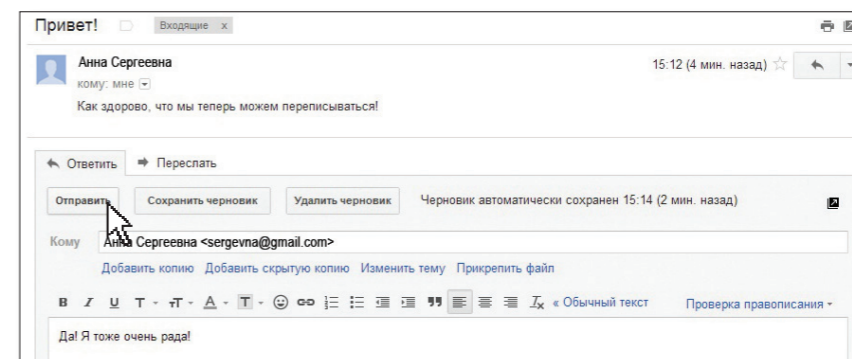 Привет! Входящие x
Анна Сергеевна 15:12 (4 мин. назад)
кому: мне
Как здорово, что мы теперь можем переписываться!
Ответить Переслать
Отправить Сохранить черновик Удалить черновик Черновик автоматически сохранен 15:14 (2 мин. назад)
Кому Анна Сергеевна <sergevna@gmail.com>
Добавить копию Добавить скрытую копию Изменить тему Прикрепить файл
B I U T - тT - A - T - « Обычный текст Проверка правописания -
Да! Я тоже очень рада!